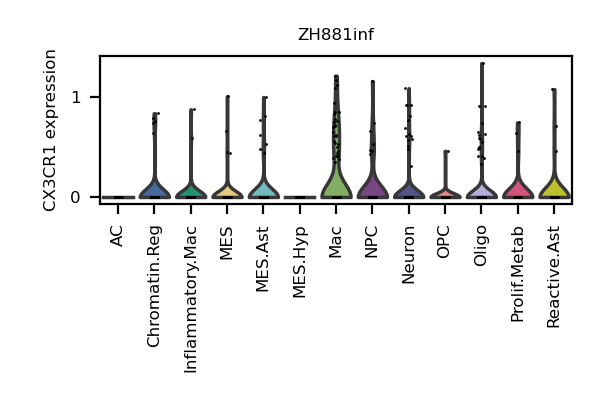 ZH881inf
CX3CR1 expression
1
0
AC
Chromatin.Reg
Inflammatory.Mac
MES
MES.Ast
MES.Hyp
Mac
NPC
Neuron
OPC
Oligo
Prolif.Metab
Reactive.Ast